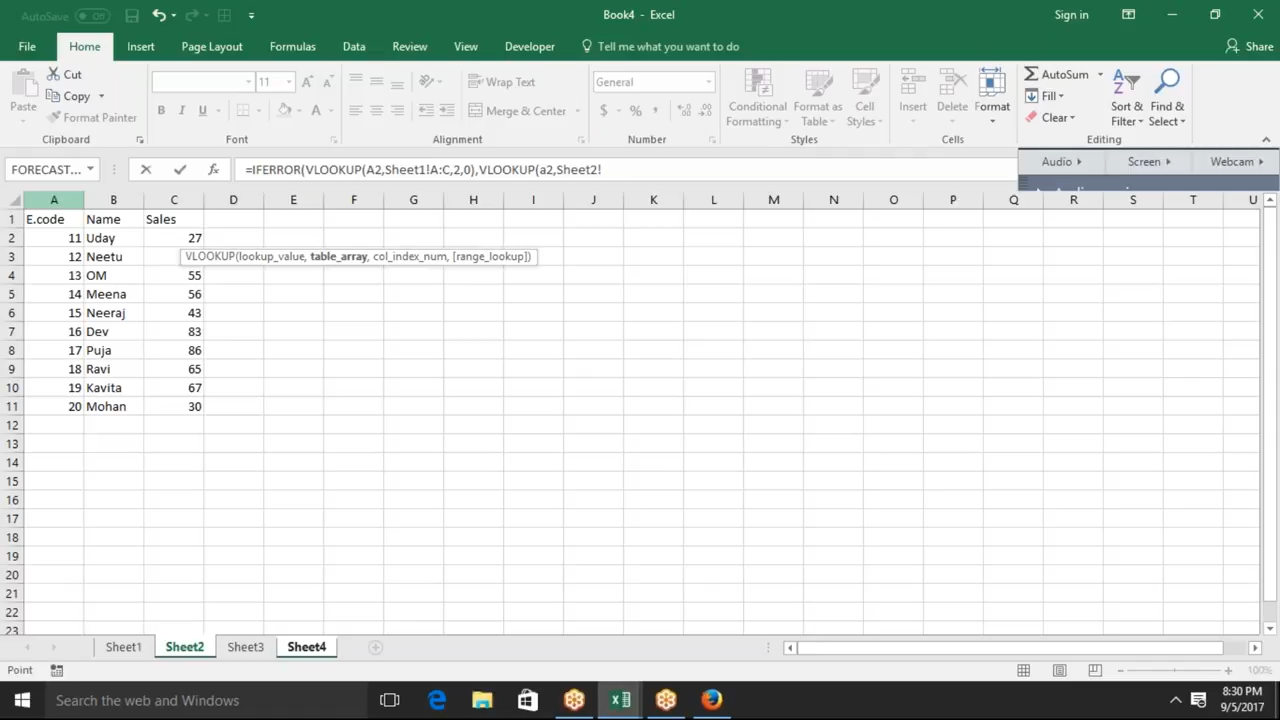 AutoSave Off
Book4 - Excel
Sign in
File Home Insert Page Layout Formulas Data Review View Developer Tell me what you want to do
Share
Paste
Cut
Copy
Format Painter
Clipboard
11
B I U
Font
Wrap Text
Merge & Center
Alignment
General
$ % ,
Number
Conditional Formatting
Format as Table
Cell Styles
Styles
Insert
Delete
Format
Cells
AutoSum
Fill
Clear
Sort & Filter
Find & Select
Editing
Audio Screen Webcam
FORECAST... fx =IFERROR(VLOOKUP(A2,Sheet1!A:C,2,0),VLOOKUP(a2,Sheet2!
A B C D E F G H I J K L M N O P Q R S T U
1 E.code Name Sales
2 11 Uday 27
3 12 Neetu
VLOOKUP(lookup_value, table_array, col_index_num, [range_lookup])
4 13 OM 55
5 14 Meena 56
6 15 Neeraj 43
7 16 Dev 83
8 17 Puja 86
9 18 Ravi 65
10 19 Kavita 67
11 20 Mohan 30
12
13
14
15
16
17
18
19
20
21
22
23
Sheet1 Sheet2 Sheet3 Sheet4
Point
100%
Search the web and Windows
8:30 PM
9/5/2017